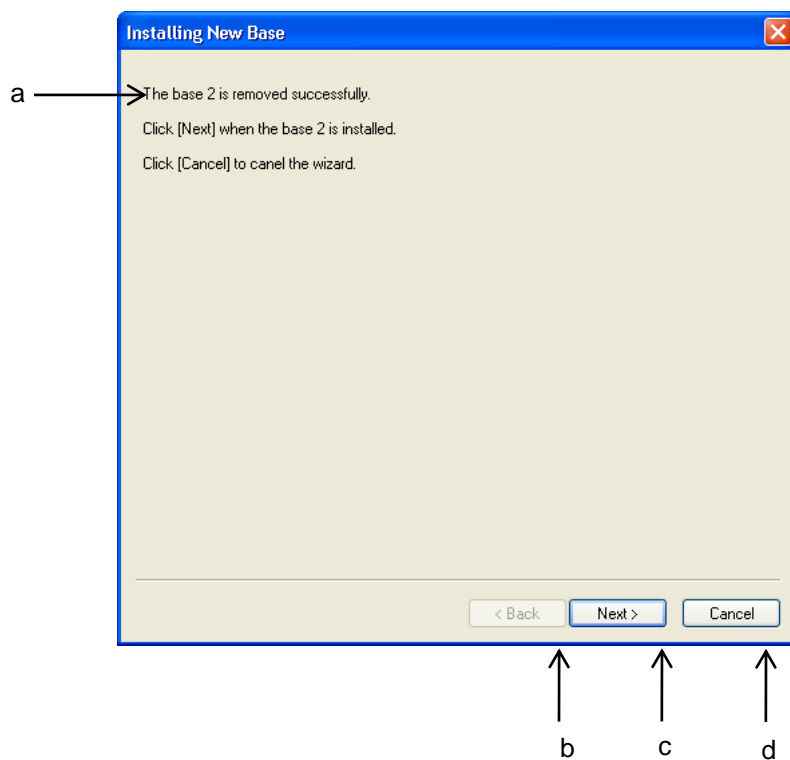 Installing New Base
a
The base 2 is removed successfully.
Click [Next] when the base 2 is installed.
Click [Cancel] to canel the wizard.
< Back Next > Cancel
b c d